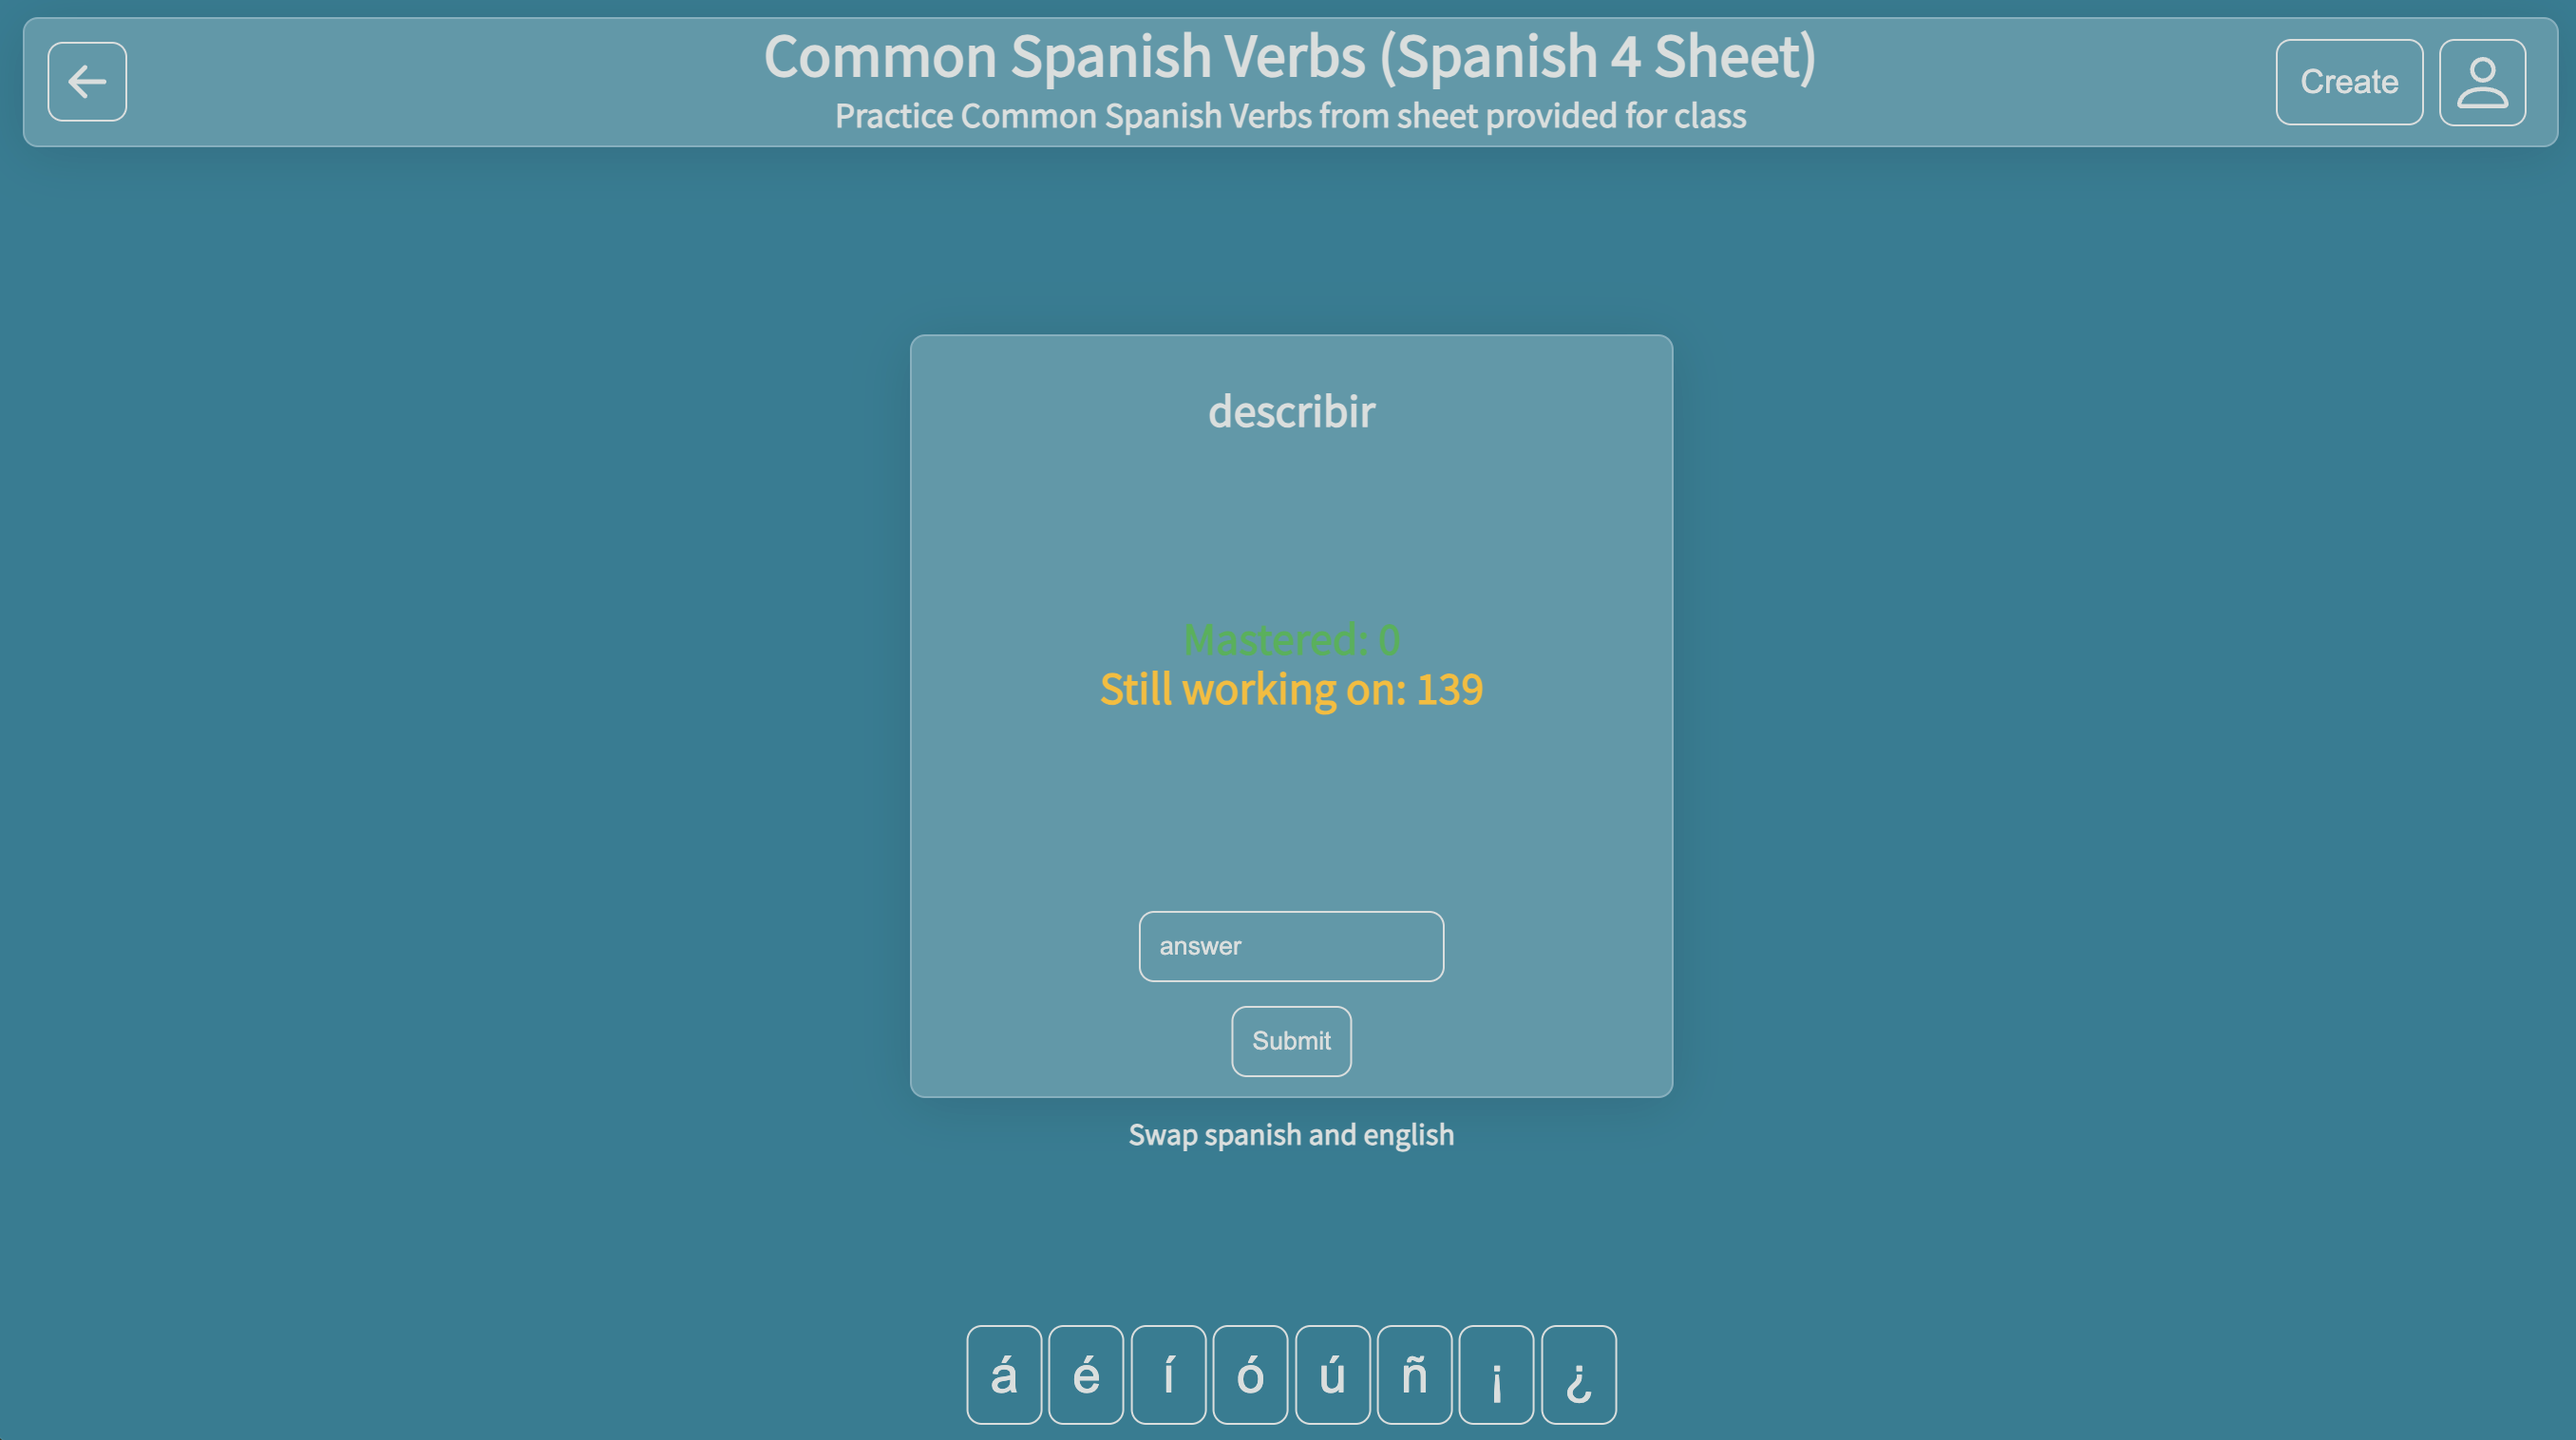 Common Spanish Verbs (Spanish 4 Sheet)
Practice Common Spanish Verbs from sheet provided for class
Create
describir
Mastered: 0
Still working on: 139
answer
Submit
Swap spanish and english
á é í ó ú ñ ¡ ¿